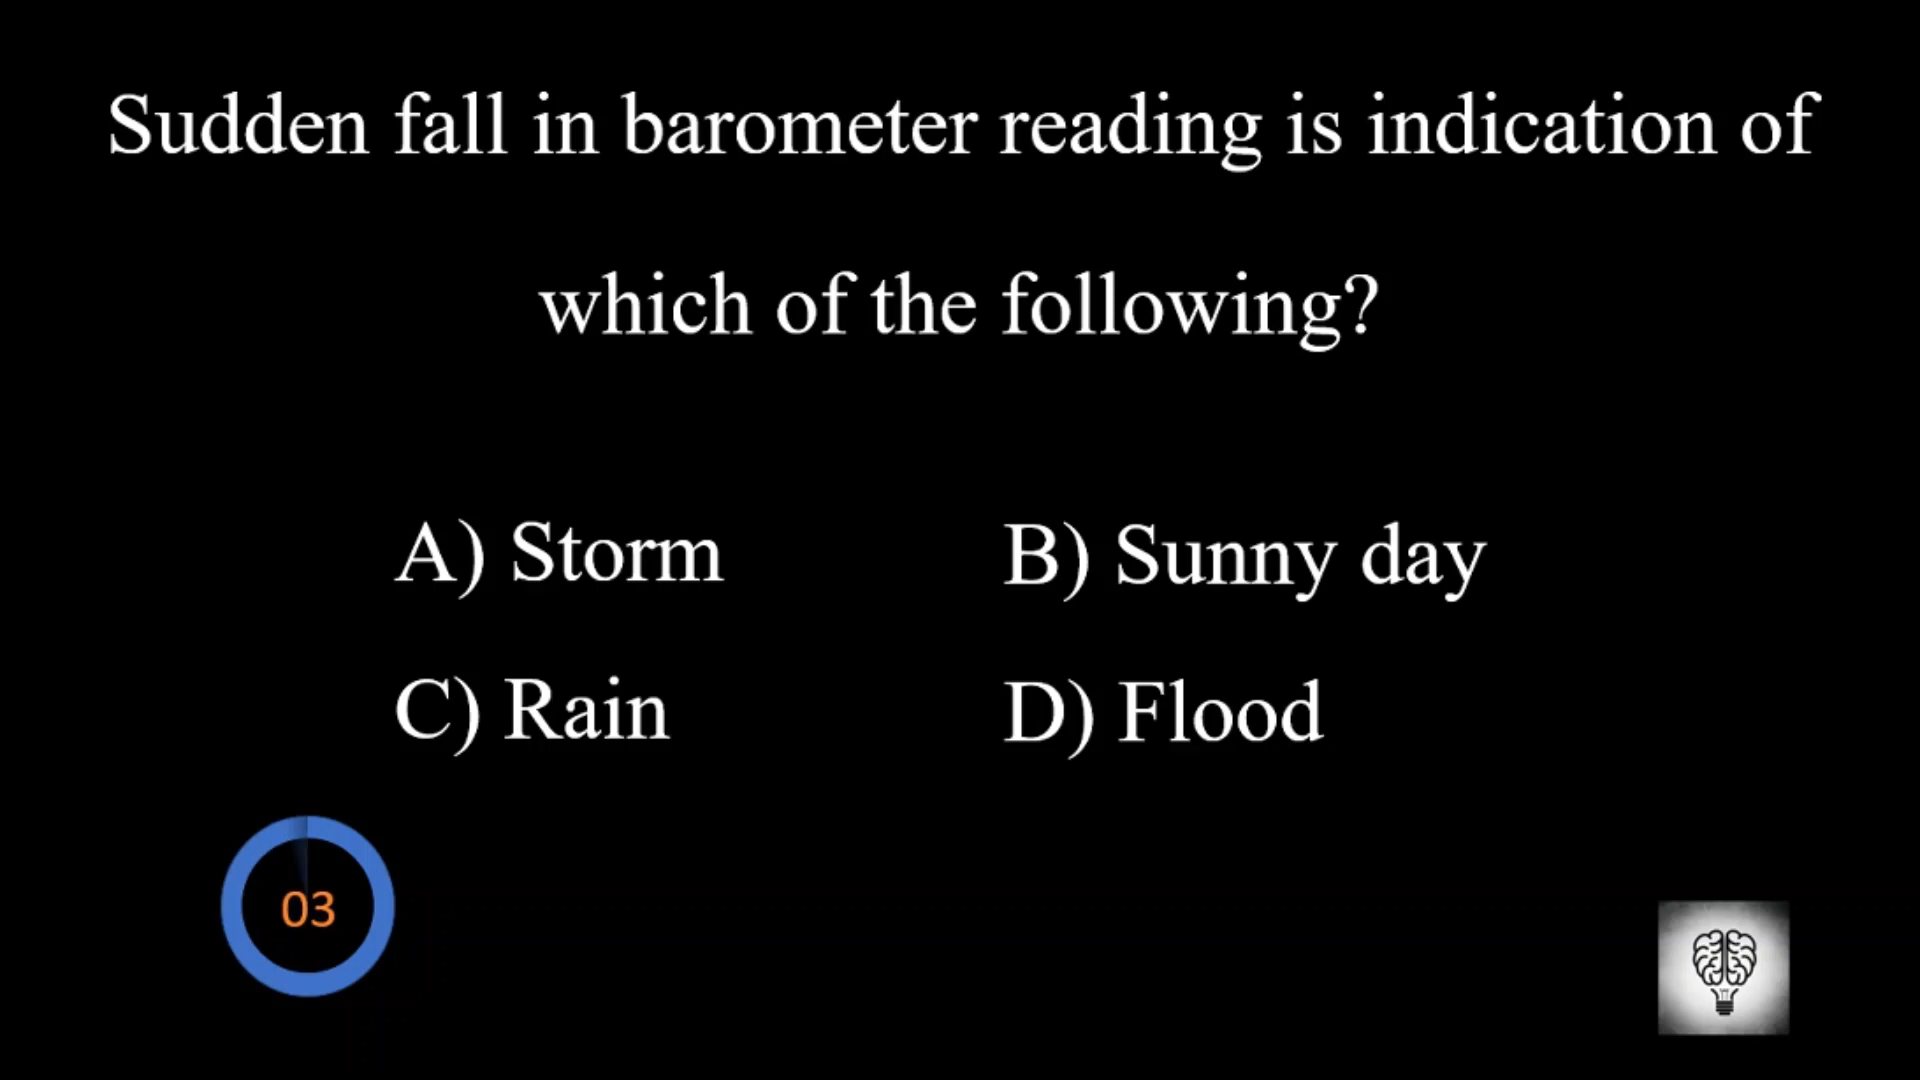 Sudden fall in barometer reading is indication of
which of the following?
A) Storm
B) Sunny day
C) Rain
D) Flood
03